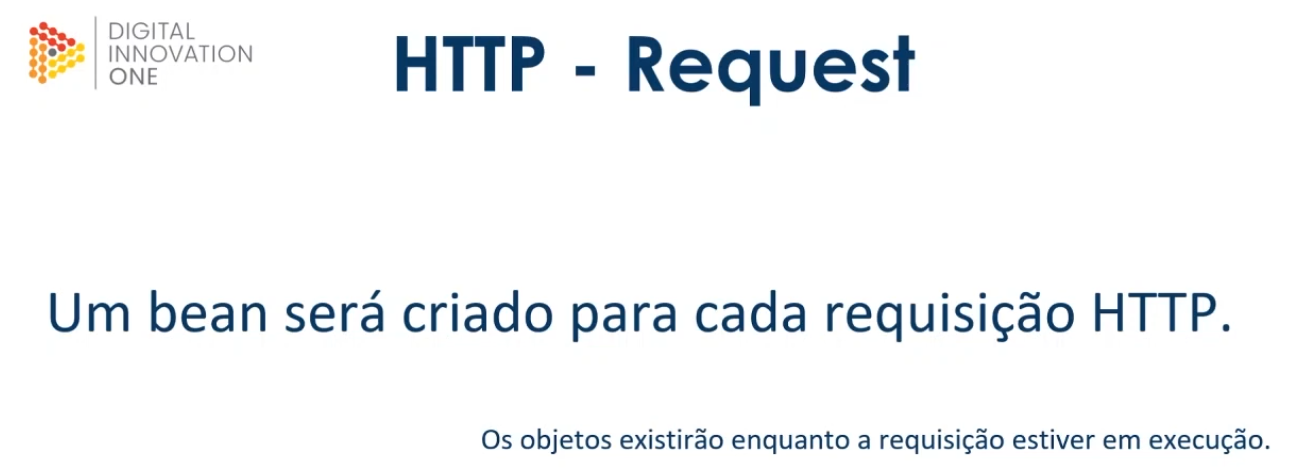 DIGITAL
INNOVATION
ONE
HTTP - Request
Um bean será criado para cada requisição HTTP.
Os objetos existirão enquanto a requisição estiver em execução.